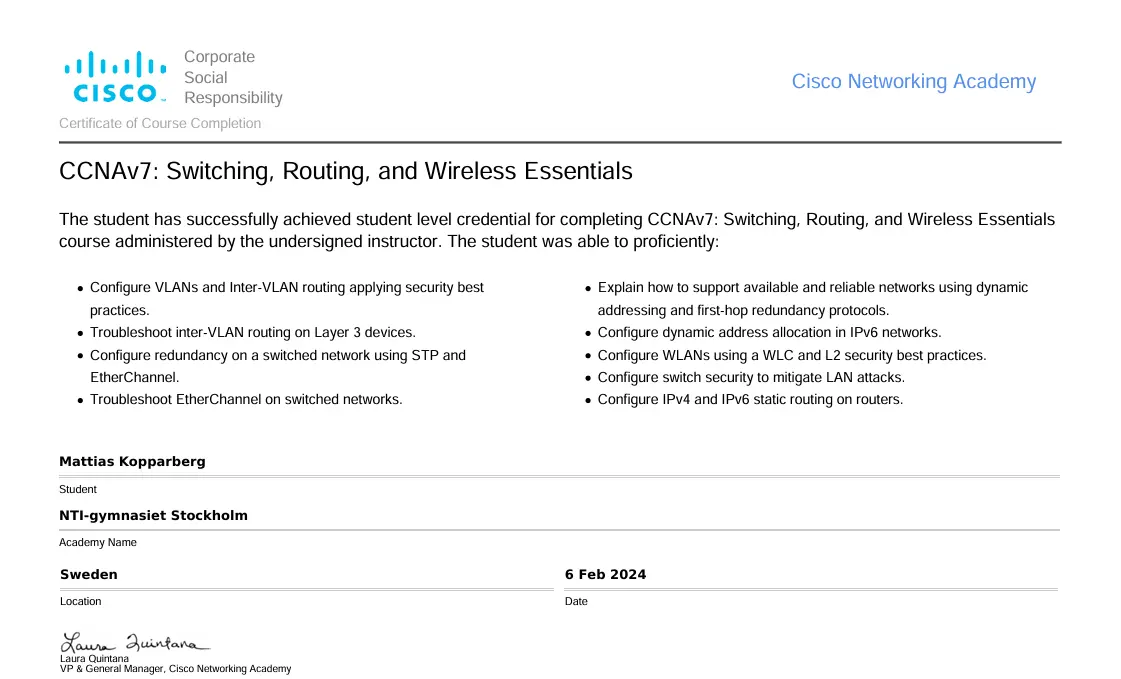 Corporate
Social
Responsibility
CISCO™
Cisco Networking Academy
Certificate of Course Completion
CCNAv7: Switching, Routing, and Wireless Essentials
The student has successfully achieved student level credential for completing CCNAv7: Switching, Routing, and Wireless Essentials
course administered by the undersigned instructor. The student was able to proficiently:
• Configure VLANs and Inter-VLAN routing applying security best
practices.
• Troubleshoot inter-VLAN routing on Layer 3 devices.
• Configure redundancy on a switched network using STP and
EtherChannel.
• Troubleshoot EtherChannel on switched networks.
• Explain how to support available and reliable networks using dynamic
addressing and first-hop redundancy protocols.
• Configure dynamic address allocation in IPv6 networks.
• Configure WLANs using a WLC and L2 security best practices.
• Configure switch security to mitigate LAN attacks.
• Configure IPv4 and IPv6 static routing on routers.
Mattias Kopparberg
Student
NTI-gymnasiet Stockholm
Academy Name
Sweden
Location
6 Feb 2024
Date
Laura Quintana
Laura Quintana
VP & General Manager, Cisco Networking Academy